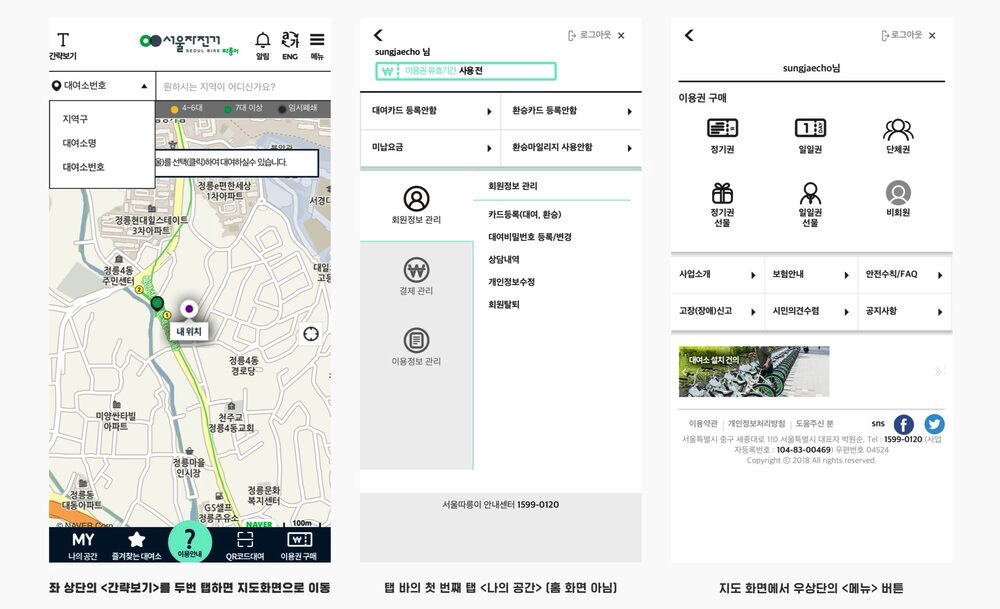 간략보기
서울자전거
SEOUL BIKE 따릉이
알림
ENG
메뉴
대여소번호
원하시는 지역이 어디신가요?
4~6대
7대 이상
임시폐쇄
지역구
대여소명
대여소번호
를 선택(클릭)하여 대여하실수 있습니다.
정릉e편한세상
1차아파트
서경대
정릉현대힐스테이트
3차아파트
정릉4동
주민센터
대일
고등
2
1
내 위치
정릉4동
경로당
미양싼타빌
아파트
천주교
정릉4동교회
정릉마을
인시장
정릉동
대동아파트
정릉문화
복지센터
GS셀프
정릉주유소
© NAVER Corp.
NAVER
100m
MY
나의 공간
즐겨찾는 대여소
?
이용안내
QR코드대여
이용권 구매
좌 상단의 <간략보기>를 두번 탭하면 지도화면으로 이동
로그아웃
sungjaecho 님
이용권 유효기간 사용 전
대여카드 등록안함
환승카드 등록안함
미납요금
환승마일리지 사용안함
회원정보 관리
결제 관리
이용정보 관리
회원정보 관리
카드등록(대여, 환승)
대여비밀번호 등록/변경
상담내역
개인정보수정
회원탈퇴
서울따릉이 안내센터 1599-0120
탭 바의 첫 번째 탭 <나의 공간> (홈 화면 아님)
로그아웃
sungjaecho님
이용권 구매
정기권
일일권
단체권
정기권
선물
일일권
선물
비회원
사업소개
보험안내
안전수칙/FAQ
고장(장애)신고
시민의견수렴
공지사항
대여소 설치 건의
이용약관 | 개인정보처리방침 | 도움주신 분
sns
서울특별시 중구 세종대로 110 서울특별시 대표자 박원순, Tel : 1599-0120 (사업
자등록번호 : 104-83-00469) 우편번호 04524
Copyright © 2018 All rights reserved.
지도 화면에서 우상단의 <메뉴> 버튼